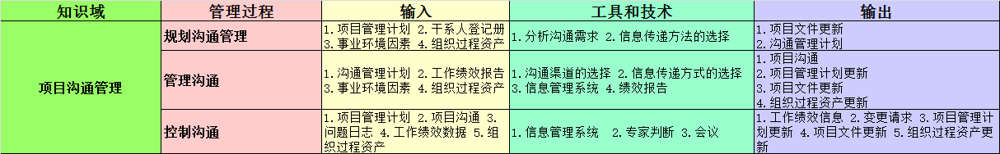 知识域 管理过程 输入 工具和技术 输出
项目沟通管理
规划沟通管理
1.项目管理计划 2.干系人登记册
3.事业环境因素 4.组织过程资产
1.分析沟通需求 2.信息传递方法的选择
1.项目文件更新
2.沟通管理计划
管理沟通
1.沟通管理计划 2.工作绩效报告
3.事业环境因素 4.组织过程资产
1.沟通渠道的选择 2.信息传递方式的选择
3.信息管理系统 4.绩效报告
1.项目沟通
2.项目管理计划更新
3.项目文件更新
4.组织过程资产更新
控制沟通
1.项目管理计划 2.项目沟通 3.
问题日志 4.工作绩效数据 5.组
织过程资产
1.信息管理系统 2.专家判断 3.会议
1.工作绩效信息 2.变更请求 3.项目管理计
划更新 4.项目文件更新 5.组织过程资产更
新